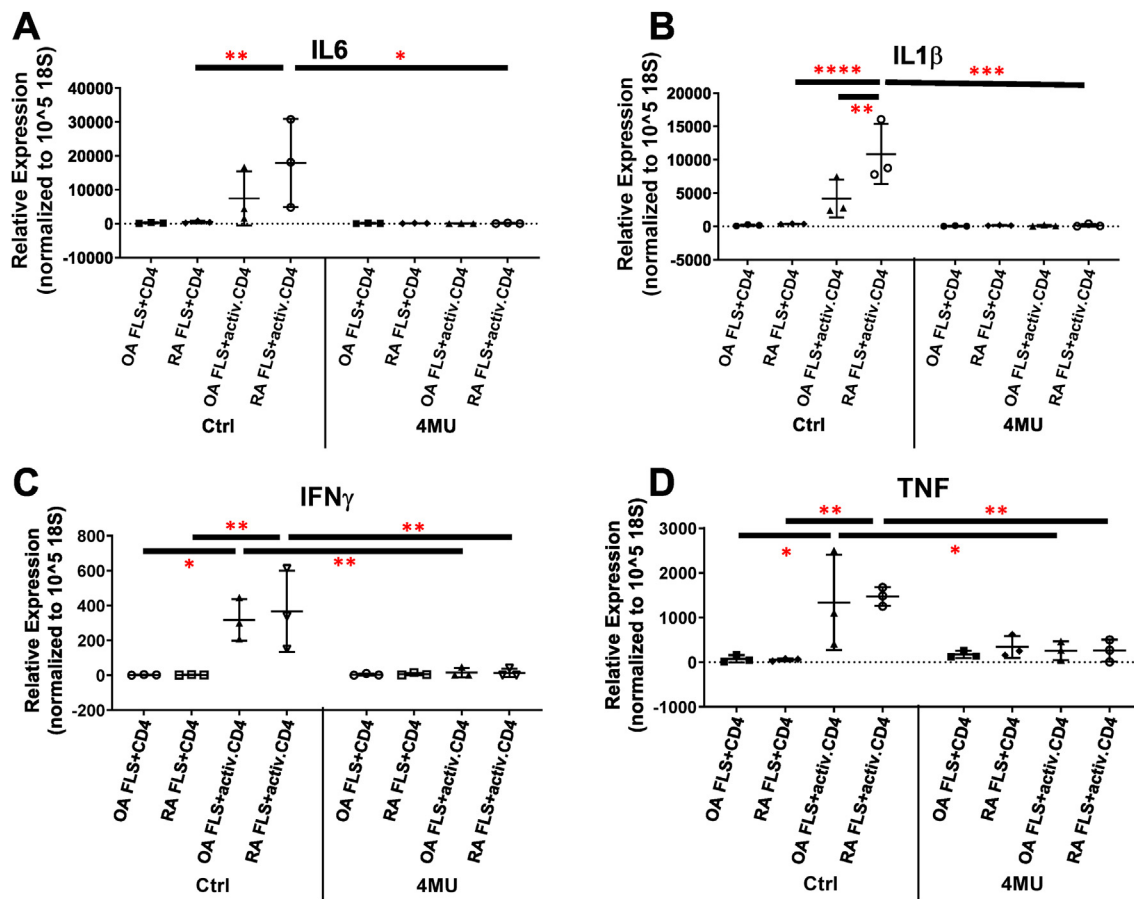 A
IL6
**
*
Relative Expression
(normalized to 10^5 18S)
40000
30000
20000
10000
0
-10000
OA FLS+CD4
RA FLS+CD4
OA FLS+activ.CD4
RA FLS+activ.CD4
OA FLS+CD4
RA FLS+CD4
OA FLS+activ.CD4
RA FLS+activ.CD4
Ctrl
4MU
B
IL1β
****
***
**
Relative Expression
(normalized to 10^5 18S)
20000
15000
10000
5000
0
-5000
OA FLS+CD4
RA FLS+CD4
OA FLS+activ.CD4
RA FLS+activ.CD4
OA FLS+CD4
RA FLS+CD4
OA FLS+activ.CD4
RA FLS+activ.CD4
Ctrl
4MU
C
IFNγ
**
**
*
**
Relative Expression
(normalized to 10^5 18S)
800
600
400
200
0
-200
OA FLS+CD4
RA FLS+CD4
OA FLS+activ.CD4
RA FLS+activ.CD4
OA FLS+CD4
RA FLS+CD4
OA FLS+activ.CD4
RA FLS+activ.CD4
Ctrl
4MU
D
TNF
**
**
*
*
Relative Expression
(normalized to 10^5 18S)
3000
2000
1000
0
-1000
OA FLS+CD4
RA FLS+CD4
OA FLS+activ.CD4
RA FLS+activ.CD4
OA FLS+CD4
RA FLS+CD4
OA FLS+activ.CD4
RA FLS+activ.CD4
Ctrl
4MU